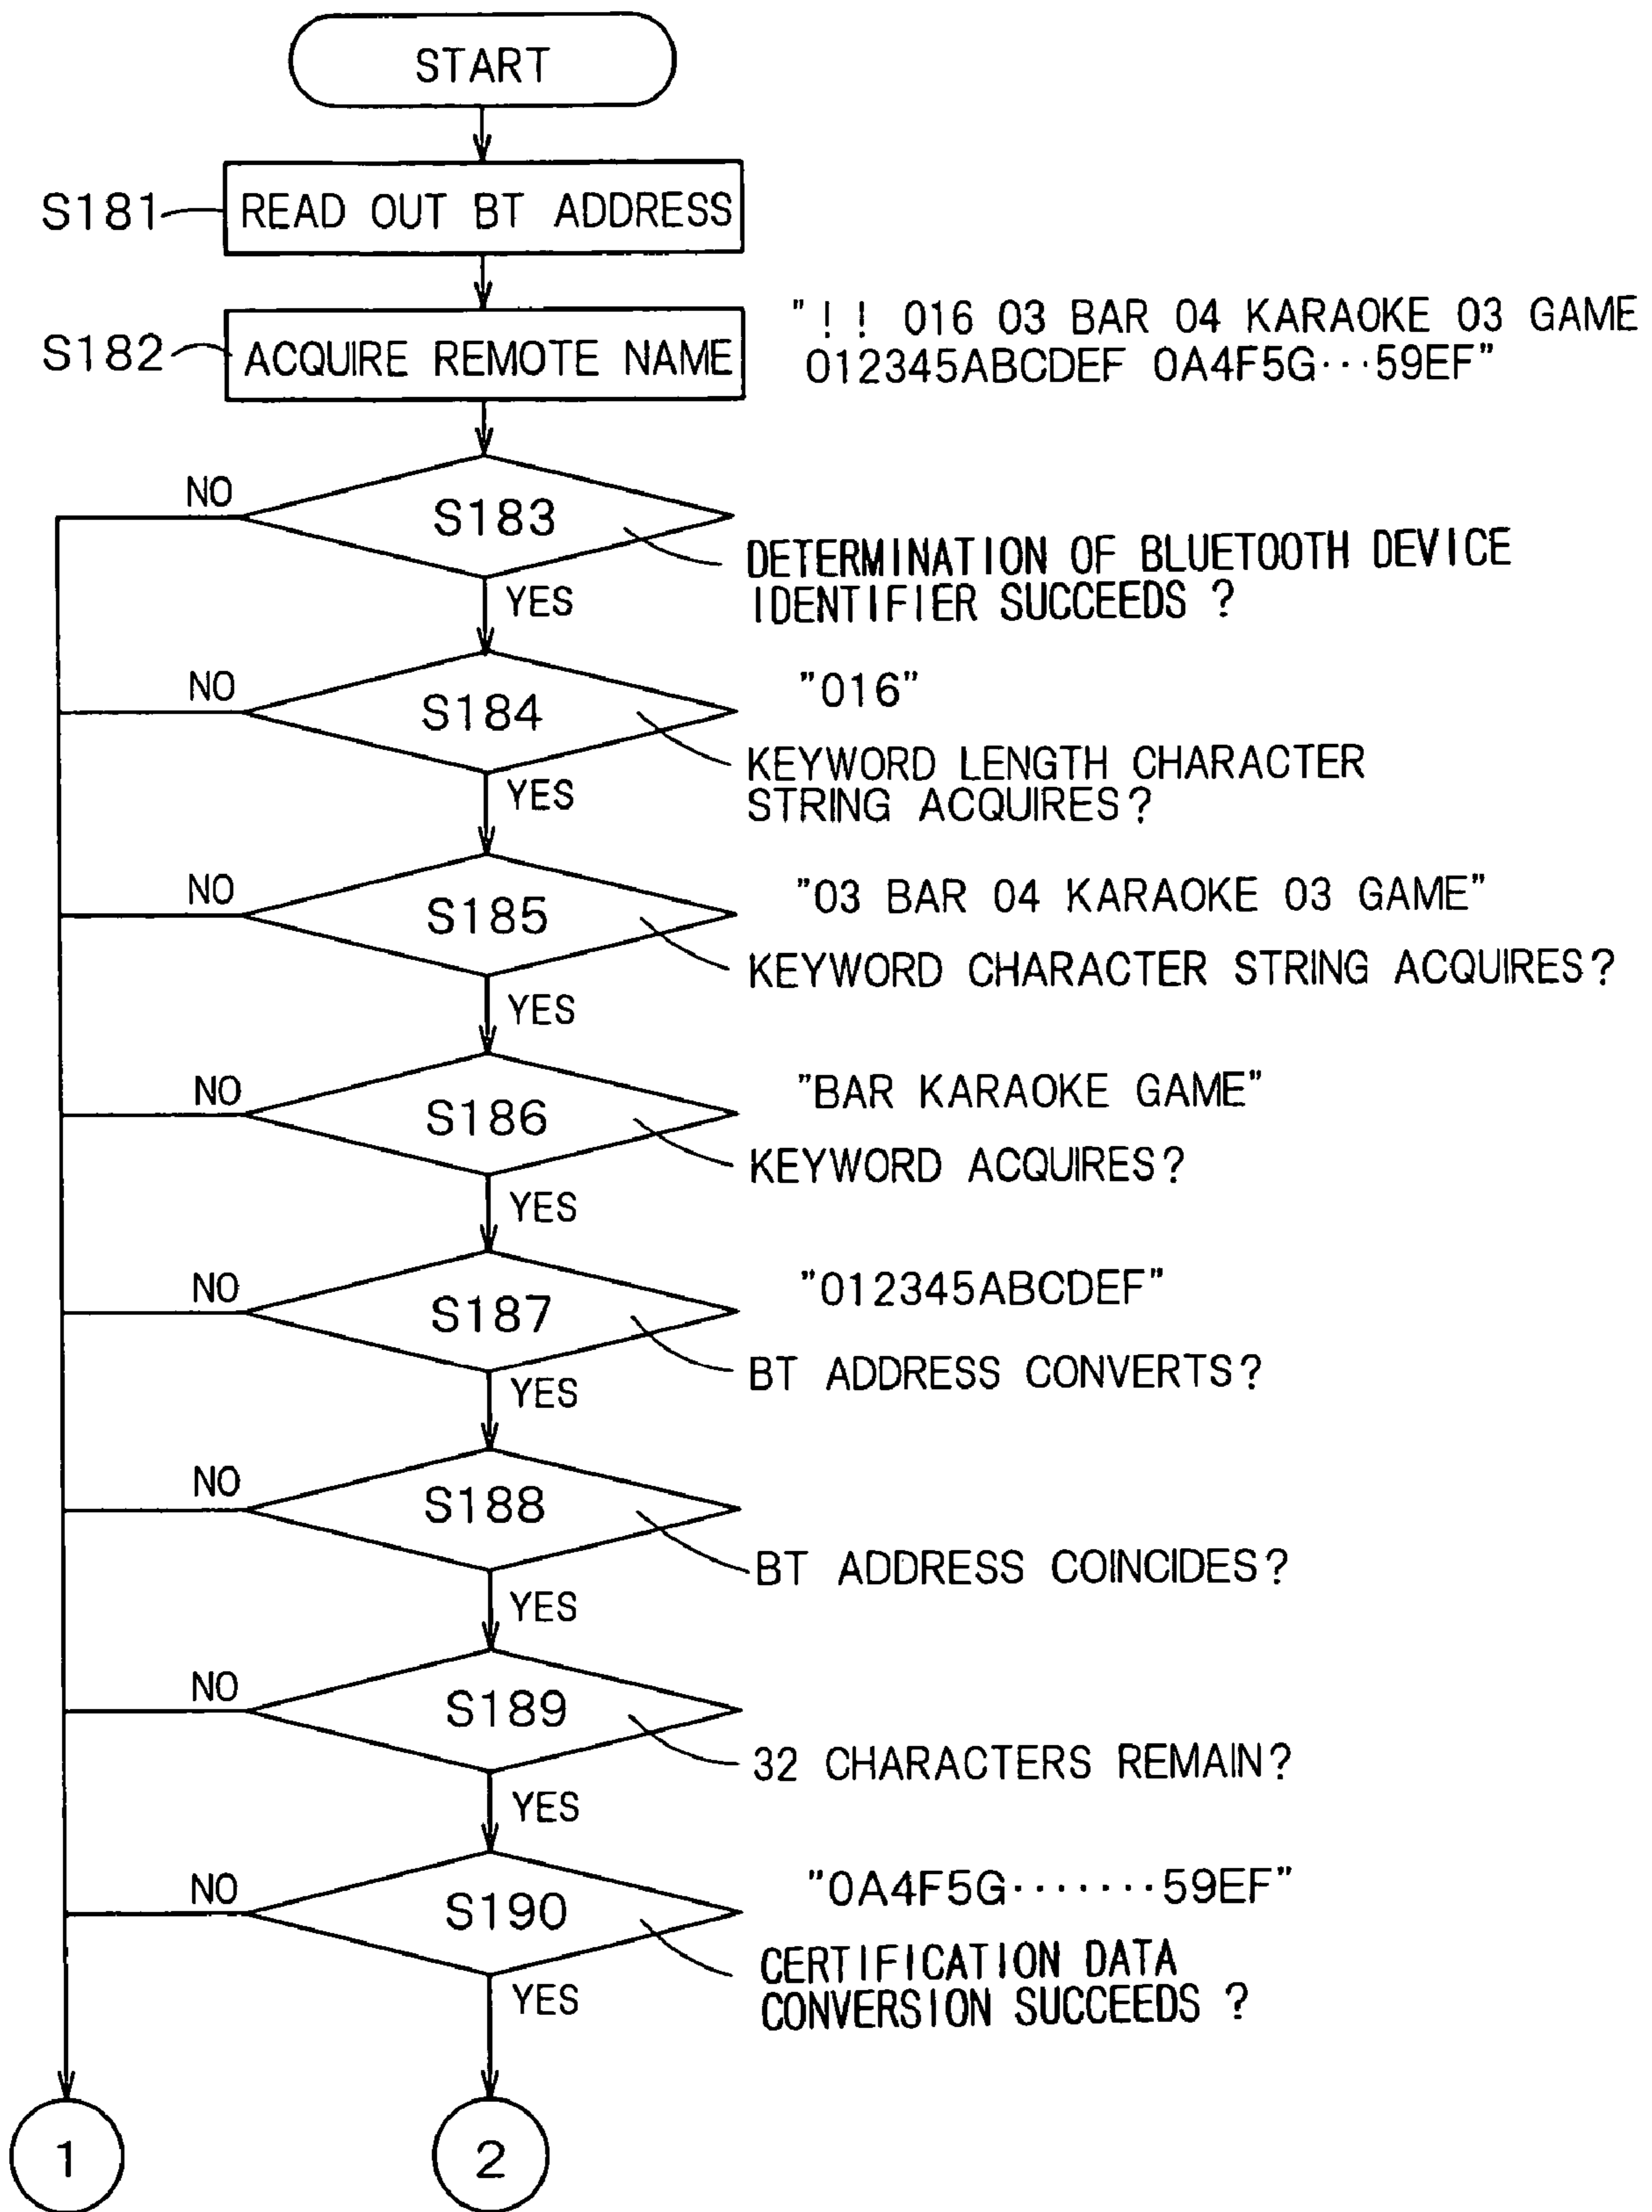 START
S181
READ OUT BT ADDRESS
S182
ACQUIRE REMOTE NAME
"!! 016 03 BAR 04 KARAOKE 03 GAME
012345ABCDEF 0A4F5G···59EF"
NO
S183
DETERMINATION OF BLUETOOTH DEVICE
IDENTIFIER SUCCEEDS ?
YES
NO
S184
"016"
KEYWORD LENGTH CHARACTER
STRING ACQUIRES?
YES
NO
S185
"03 BAR 04 KARAOKE 03 GAME"
KEYWORD CHARACTER STRING ACQUIRES?
YES
NO
S186
"BAR KARAOKE GAME"
KEYWORD ACQUIRES?
YES
NO
S187
"012345ABCDEF"
BT ADDRESS CONVERTS?
YES
NO
S188
BT ADDRESS COINCIDES?
YES
NO
S189
32 CHARACTERS REMAIN?
YES
NO
S190
"0A4F5G·······59EF"
CERTIFICATION DATA
CONVERSION SUCCEEDS ?
YES
1
2